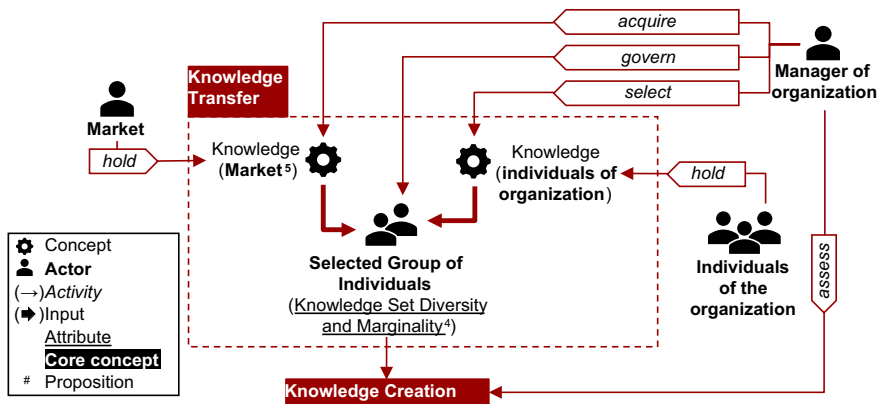 acquire
govern
select
Manager of
organization
Knowledge
Transfer
Market
hold
Knowledge
(Market⁵)
Knowledge
(individuals of
organization)
hold
Selected Group of
Individuals
(Knowledge Set Diversity
and Marginality⁴)
Individuals
of the
organization
assess
Concept
Actor
(→)Activity
(➡)Input
Attribute
Core concept
# Proposition
Knowledge Creation